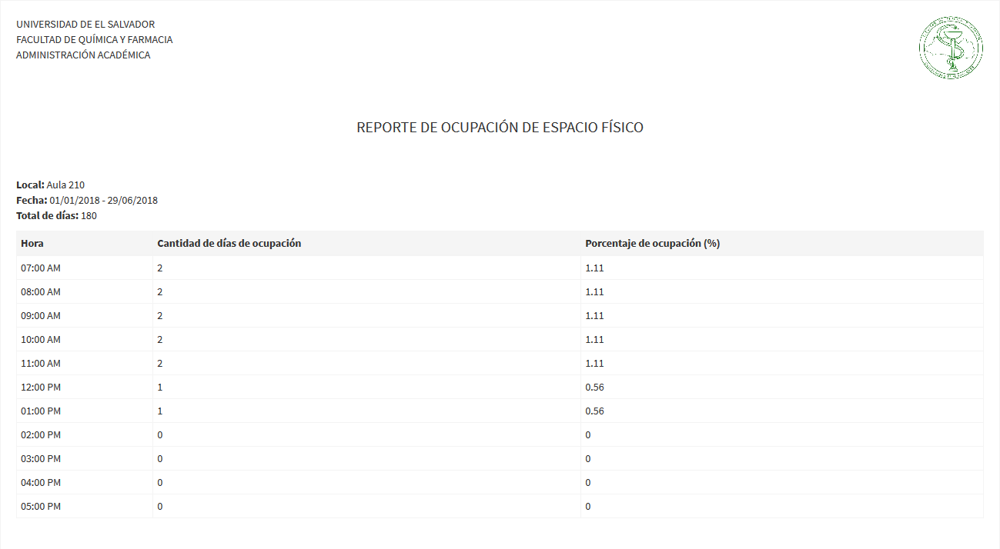 UNIVERSIDAD DE EL SALVADOR
FACULTAD DE QUÍMICA Y FARMACIA
ADMINISTRACIÓN ACADÉMICA
REPORTE DE OCUPACIÓN DE ESPACIO FÍSICO
Local: Aula 210
Fecha: 01/01/2018 - 29/06/2018
Total de días: 180
Hora Cantidad de días de ocupación Porcentaje de ocupación (%)
07:00 AM 2 1.11
08:00 AM 2 1.11
09:00 AM 2 1.11
10:00 AM 2 1.11
11:00 AM 2 1.11
12:00 PM 1 0.56
01:00 PM 1 0.56
02:00 PM 0 0
03:00 PM 0 0
04:00 PM 0 0
05:00 PM 0 0